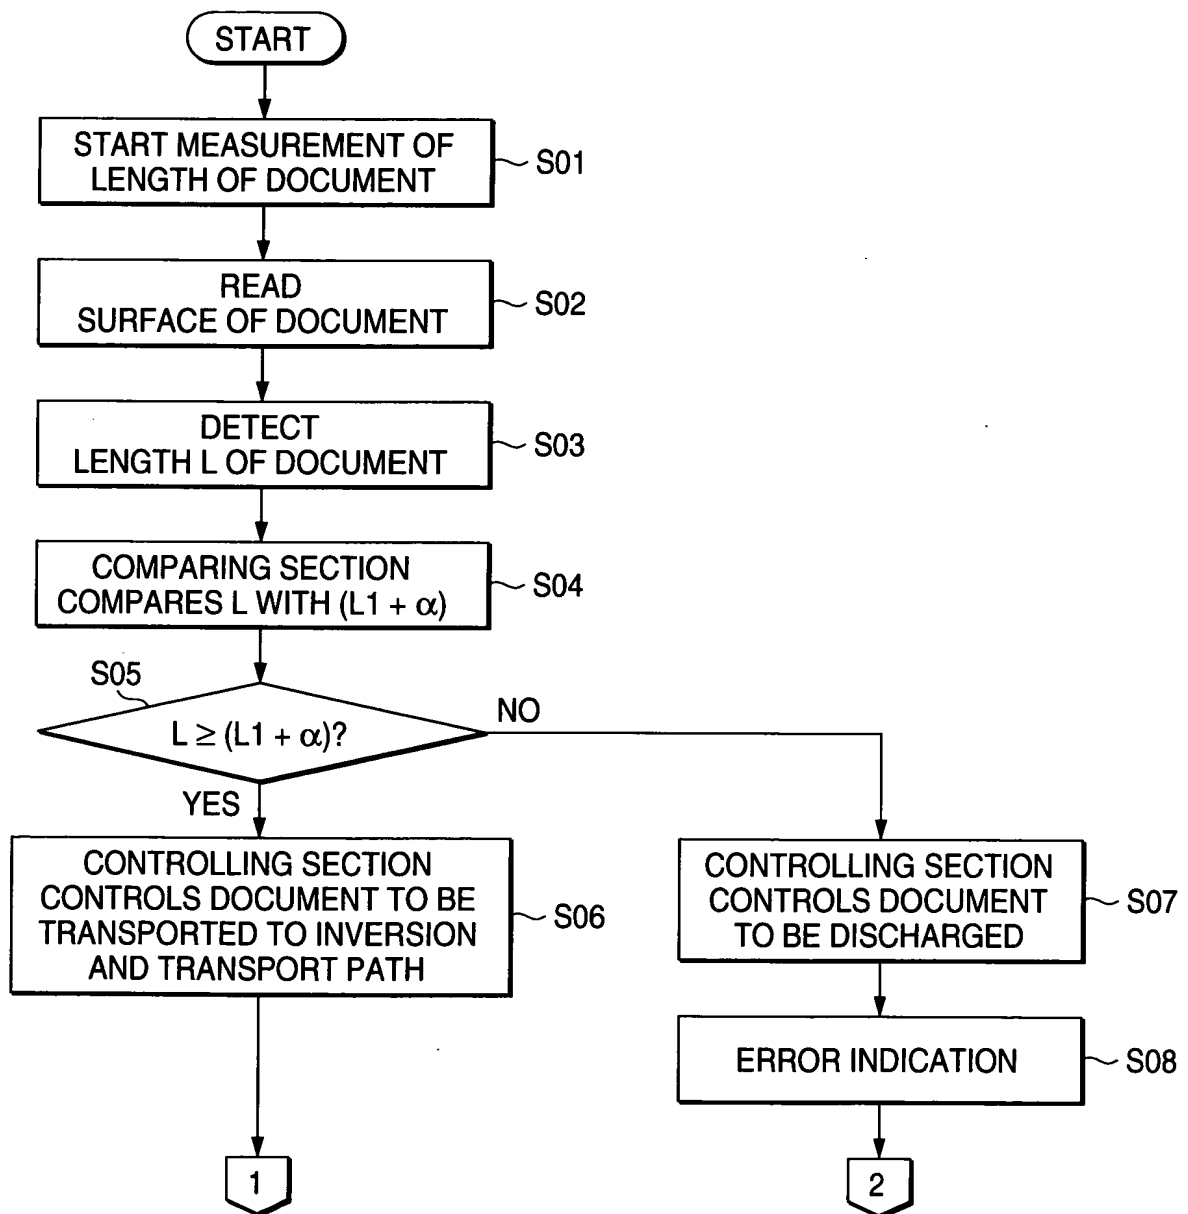 START
START MEASUREMENT OF
LENGTH OF DOCUMENT
S01
READ
SURFACE OF DOCUMENT
S02
DETECT
LENGTH L OF DOCUMENT
S03
COMPARING SECTION
COMPARES L WITH (L1 + α)
S04
S05
L ≥ (L1 + α)?
NO
YES
CONTROLLING SECTION
CONTROLS DOCUMENT TO BE
TRANSPORTED TO INVERSION
AND TRANSPORT PATH
S06
CONTROLLING SECTION
CONTROLS DOCUMENT
TO BE DISCHARGED
S07
ERROR INDICATION
S08
1
2